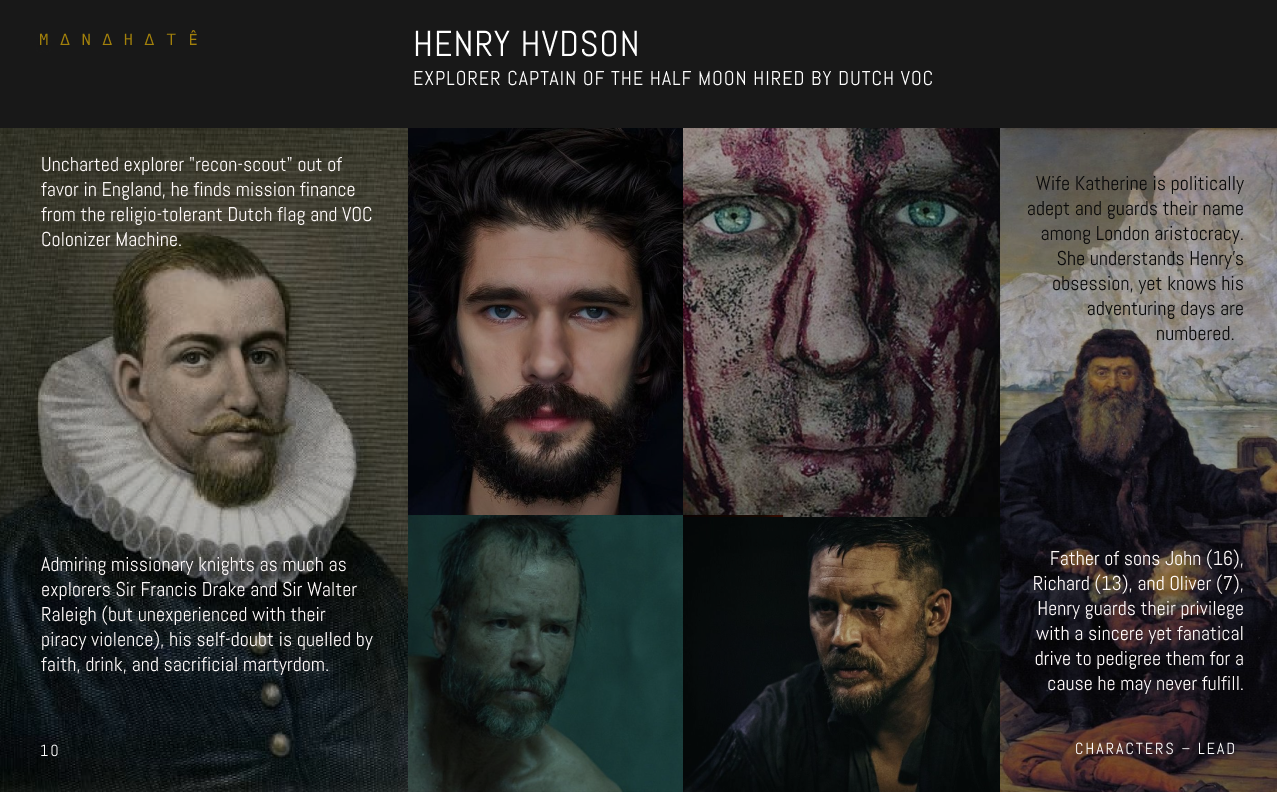 M Δ N Δ H Δ T Ê
HENRY HVDSON
EXPLORER CAPTAIN OF THE HALF MOON HIRED BY DUTCH VOC
Uncharted explorer "recon-scout" out of
favor in England, he finds mission finance
from the religio-tolerant Dutch flag and VOC
Colonizer Machine.
Admiring missionary knights as much as
explorers Sir Francis Drake and Sir Walter
Raleigh (but unexperienced with their
piracy violence), his self-doubt is quelled by
faith, drink, and sacrificial martyrdom.
Wife Katherine is politically
adept and guards their name
among London aristocracy.
She understands Henry's
obsession, yet knows his
adventuring days are
numbered.
Father of sons John (16),
Richard (13), and Oliver (7),
Henry guards their privilege
with a sincere yet fanatical
drive to pedigree them for a
cause he may never fulfill.
10
CHARACTERS – LEAD